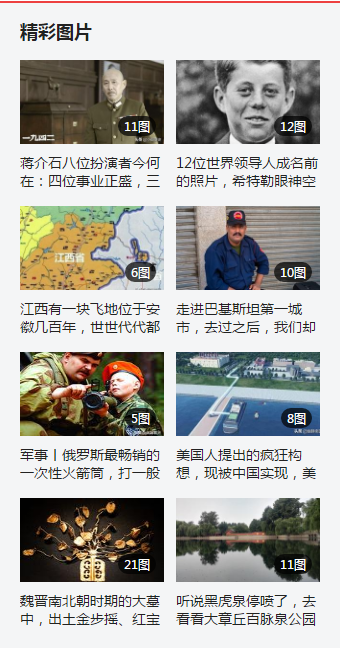 精彩图片
一九四二
11图
12图
蒋介石八位扮演者今何
在：四位事业正盛，三
12位世界领导人成名前
的照片，希特勒眼神空
江西省
6图
10图
江西有一块飞地位于安
徽几百年，世世代代都
走进巴基斯坦第一城
市，去过之后，我们却
5图
8图
军事丨俄罗斯最畅销的
一次性火箭筒，打一般
美国人提出的疯狂构
想，现被中国实现，美
21图
11图
魏晋南北朝时期的大墓
中，出土金步摇、红宝
听说黑虎泉停喷了，去
看看大章丘百脉泉公园